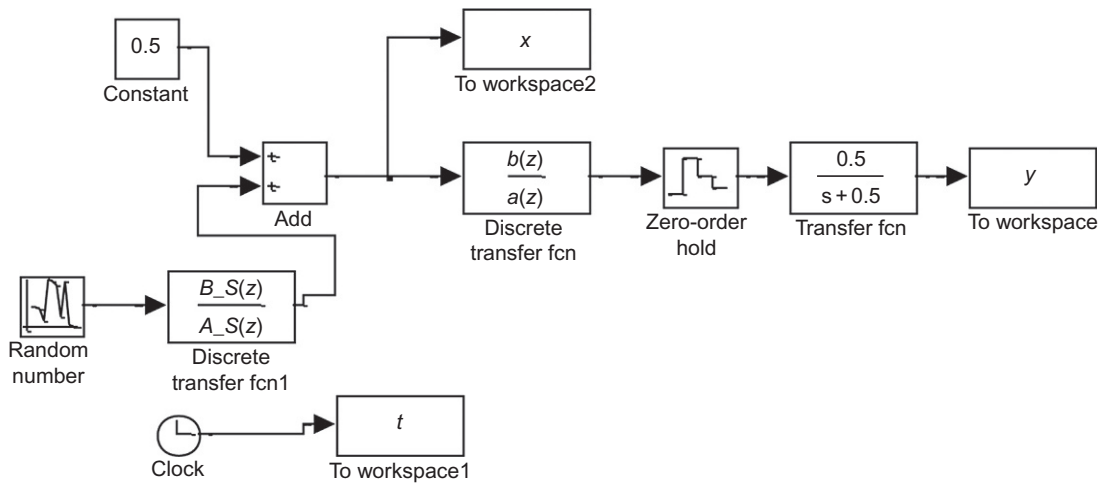 0.5
Constant
x
To workspace2
+
+
Add
b(z)
a(z)
Discrete
transfer fcn
Zero-order
hold
0.5
s+0.5
Transfer fcn
y
To workspace
Random
number
B_S(z)
A_S(z)
Discrete
transfer fcn1
Clock
t
To workspace1